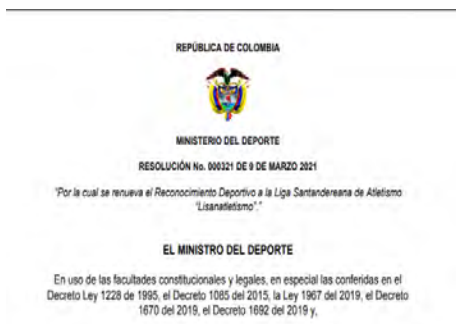 REPÚBLICA DE COLOMBIA
MINISTERIO DEL DEPORTE
RESOLUCIÓN No. 000321 DE 9 DE MARZO 2021
"Por la cual se renueva el Reconocimiento Deportivo a la Liga Santandereana de Atletismo
"Lisanatletismo"."
EL MINISTRO DEL DEPORTE
En uso de las facultades constitucionales y legales, en especial las conferidas en el
Decreto Ley 1228 de 1995, el Decreto 1085 del 2015, la Ley 1967 del 2019, el Decreto
1670 del 2019, el Decreto 1692 del 2019 y,